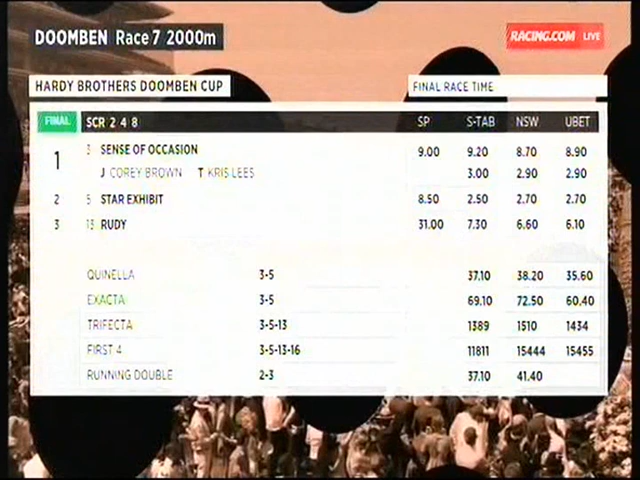 DOOMBEN Race 7 2000m
RACING.COM LIVE
HARDY BROTHERS DOOMBEN CUP
FINAL RACE TIME
FINAL SCR 2 4 8 SP S-TAB NSW UBET
1 3 SENSE OF OCCASION 9.00 9.20 8.70 8.90
J COREY BROWN T KRIS LEES 3.00 2.90 2.90
2 5 STAR EXHIBIT 8.50 2.50 2.70 2.70
3 13 RUDY 31.00 7.30 6.60 6.10
QUINELLA 3-5 37.10 38.20 35.60
EXACTA 3-5 69.10 72.50 60.40
TRIFECTA 3-5-13 1389 1510 1434
FIRST 4 3-5-13-16 11811 15444 15455
RUNNING DOUBLE 2-3 37.10 41.40